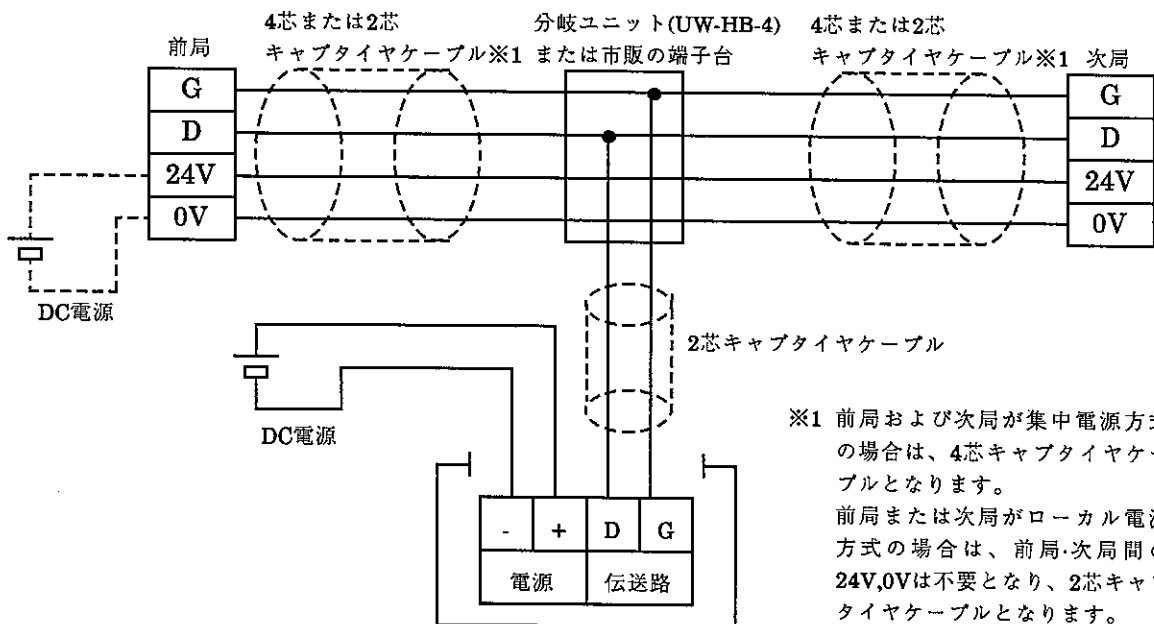 4芯または2芯
キャブタイヤケーブル※1
分岐ユニット(UW-HB-4)
または市販の端子台
4芯または2芯
キャブタイヤケーブル※1
前局
次局
G
D
24V
0V
G
D
24V
0V
DC電源
2芯キャブタイヤケーブル
DC電源
- + D G
電源 伝送路
※1 前局および次局が集中電源方式
の場合は、4芯キャブタイヤケー
ブルとなります。
前局または次局がローカル電源
方式の場合は、前局·次局間の
24V,0Vは不要となり、2芯キャブ
タイヤケーブルとなります。